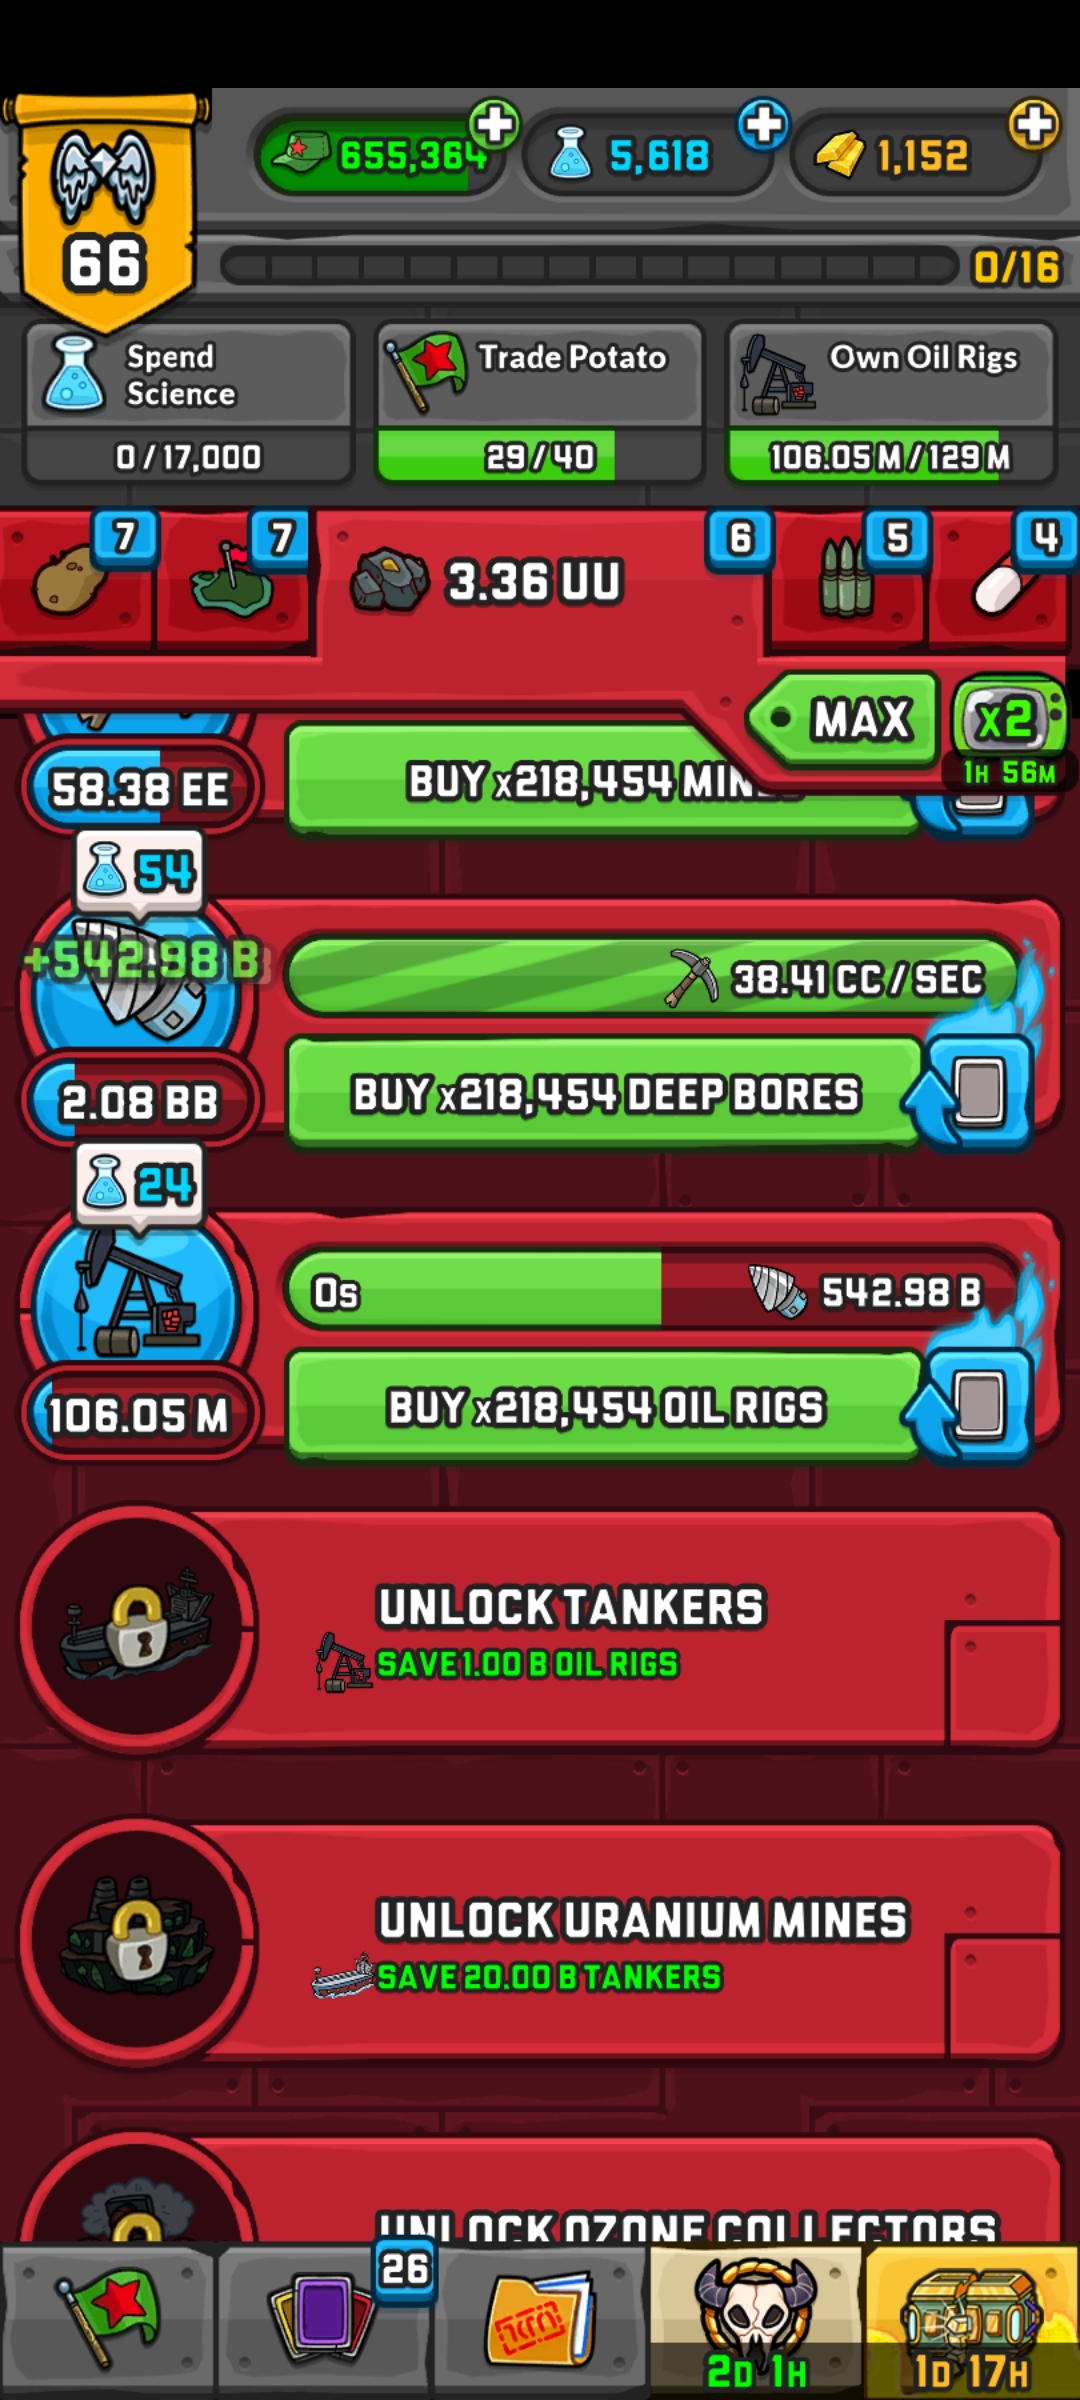 655,364
5,618
1,152
66
0/16
Spend
Science
0/17,000
Trade Potato
29/40
Own Oil Rigs
106.05 M/129 M
7
7
3.36 UU
6
5
4
MAX
x2
1H 56M
58.38 EE
BUY x218,454
54
+542.98 B
38.41 CC/SEC
2.08 BB
BUY x218,454 DEEP BORES
24
0s
542.98 B
106.05 M
BUY x218,454 OIL RIGS
UNLOCK TANKERS
SAVE 1.00 B OIL RIGS
UNLOCK URANIUM MINES
SAVE 20.00 B TANKERS
UNLOCK OZONE COLLECTORS
26
2D 1H
1D 17H